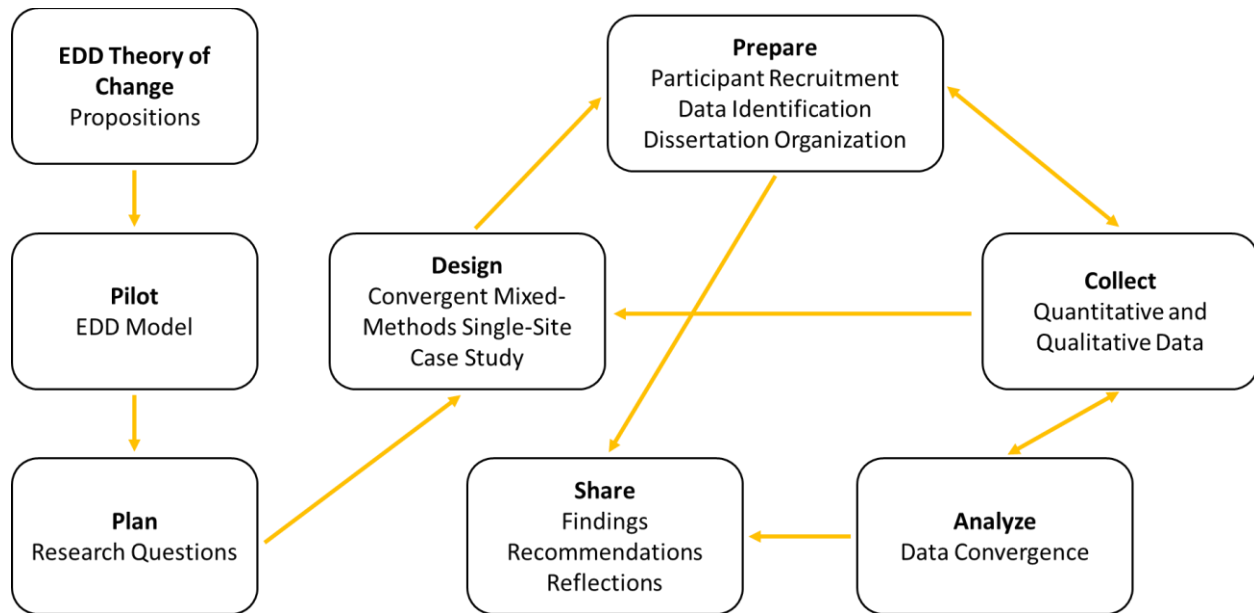 EDD Theory of
Change
Propositions
Pilot
EDD Model
Plan
Research Questions
Design
Convergent Mixed-
Methods Single-Site
Case Study
Prepare
Participant Recruitment
Data Identification
Dissertation Organization
Collect
Quantitative and
Qualitative Data
Analyze
Data Convergence
Share
Findings
Recommendations
Reflections